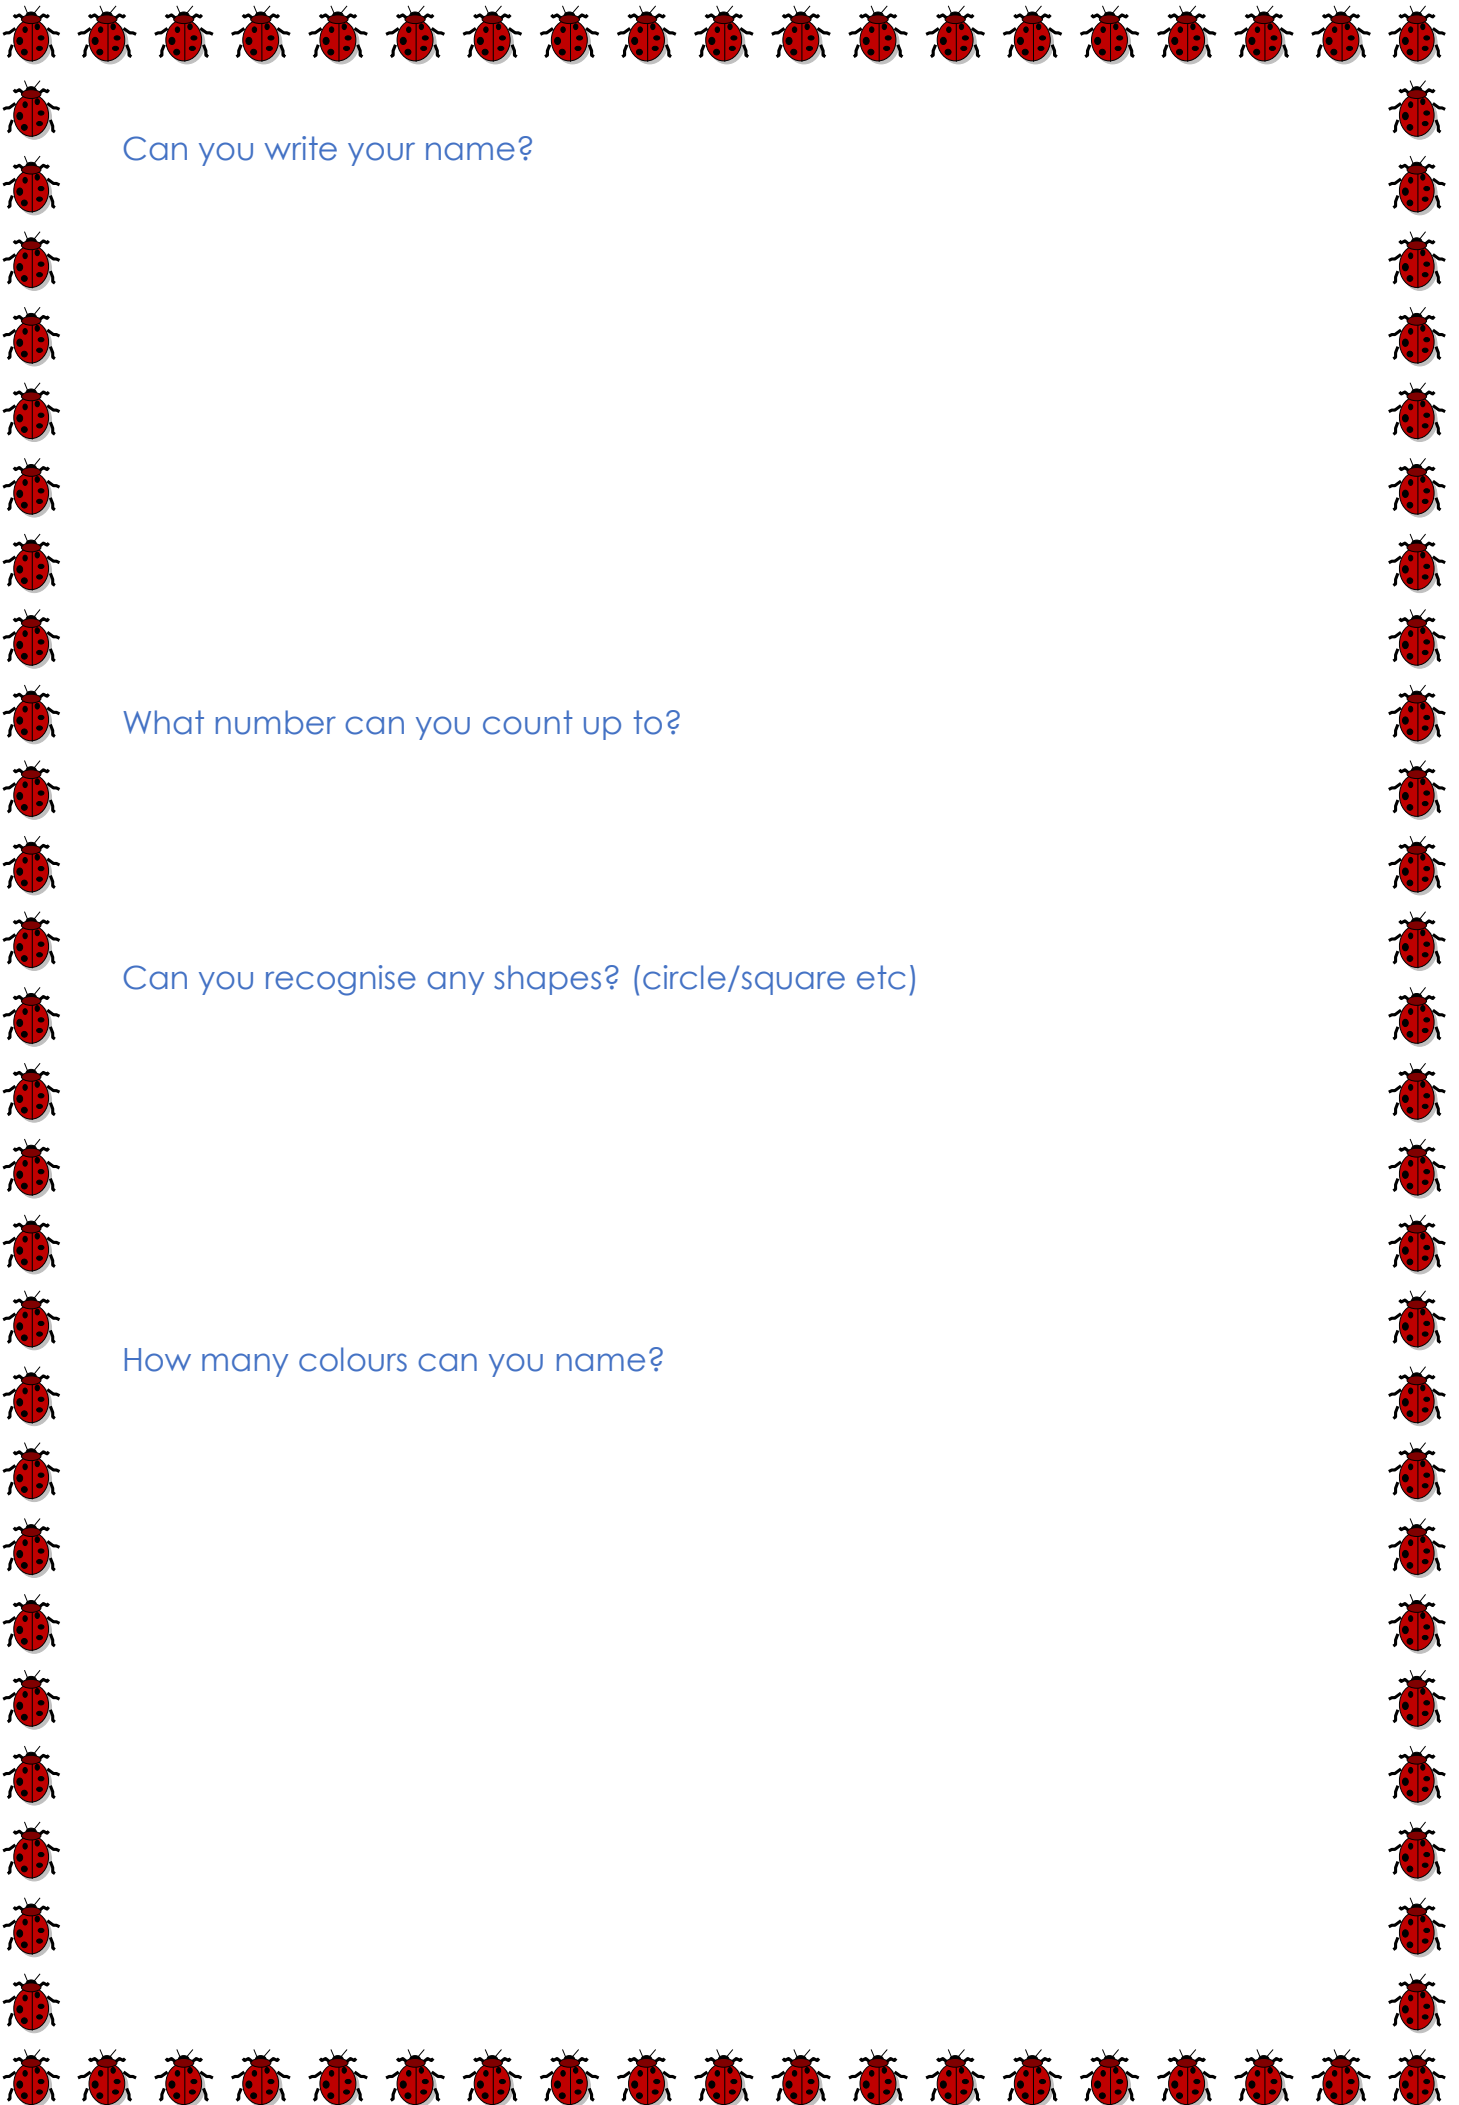 Can you write your name?
What number can you count up to?
Can you recognise any shapes? (circle/square etc)
How many colours can you name?